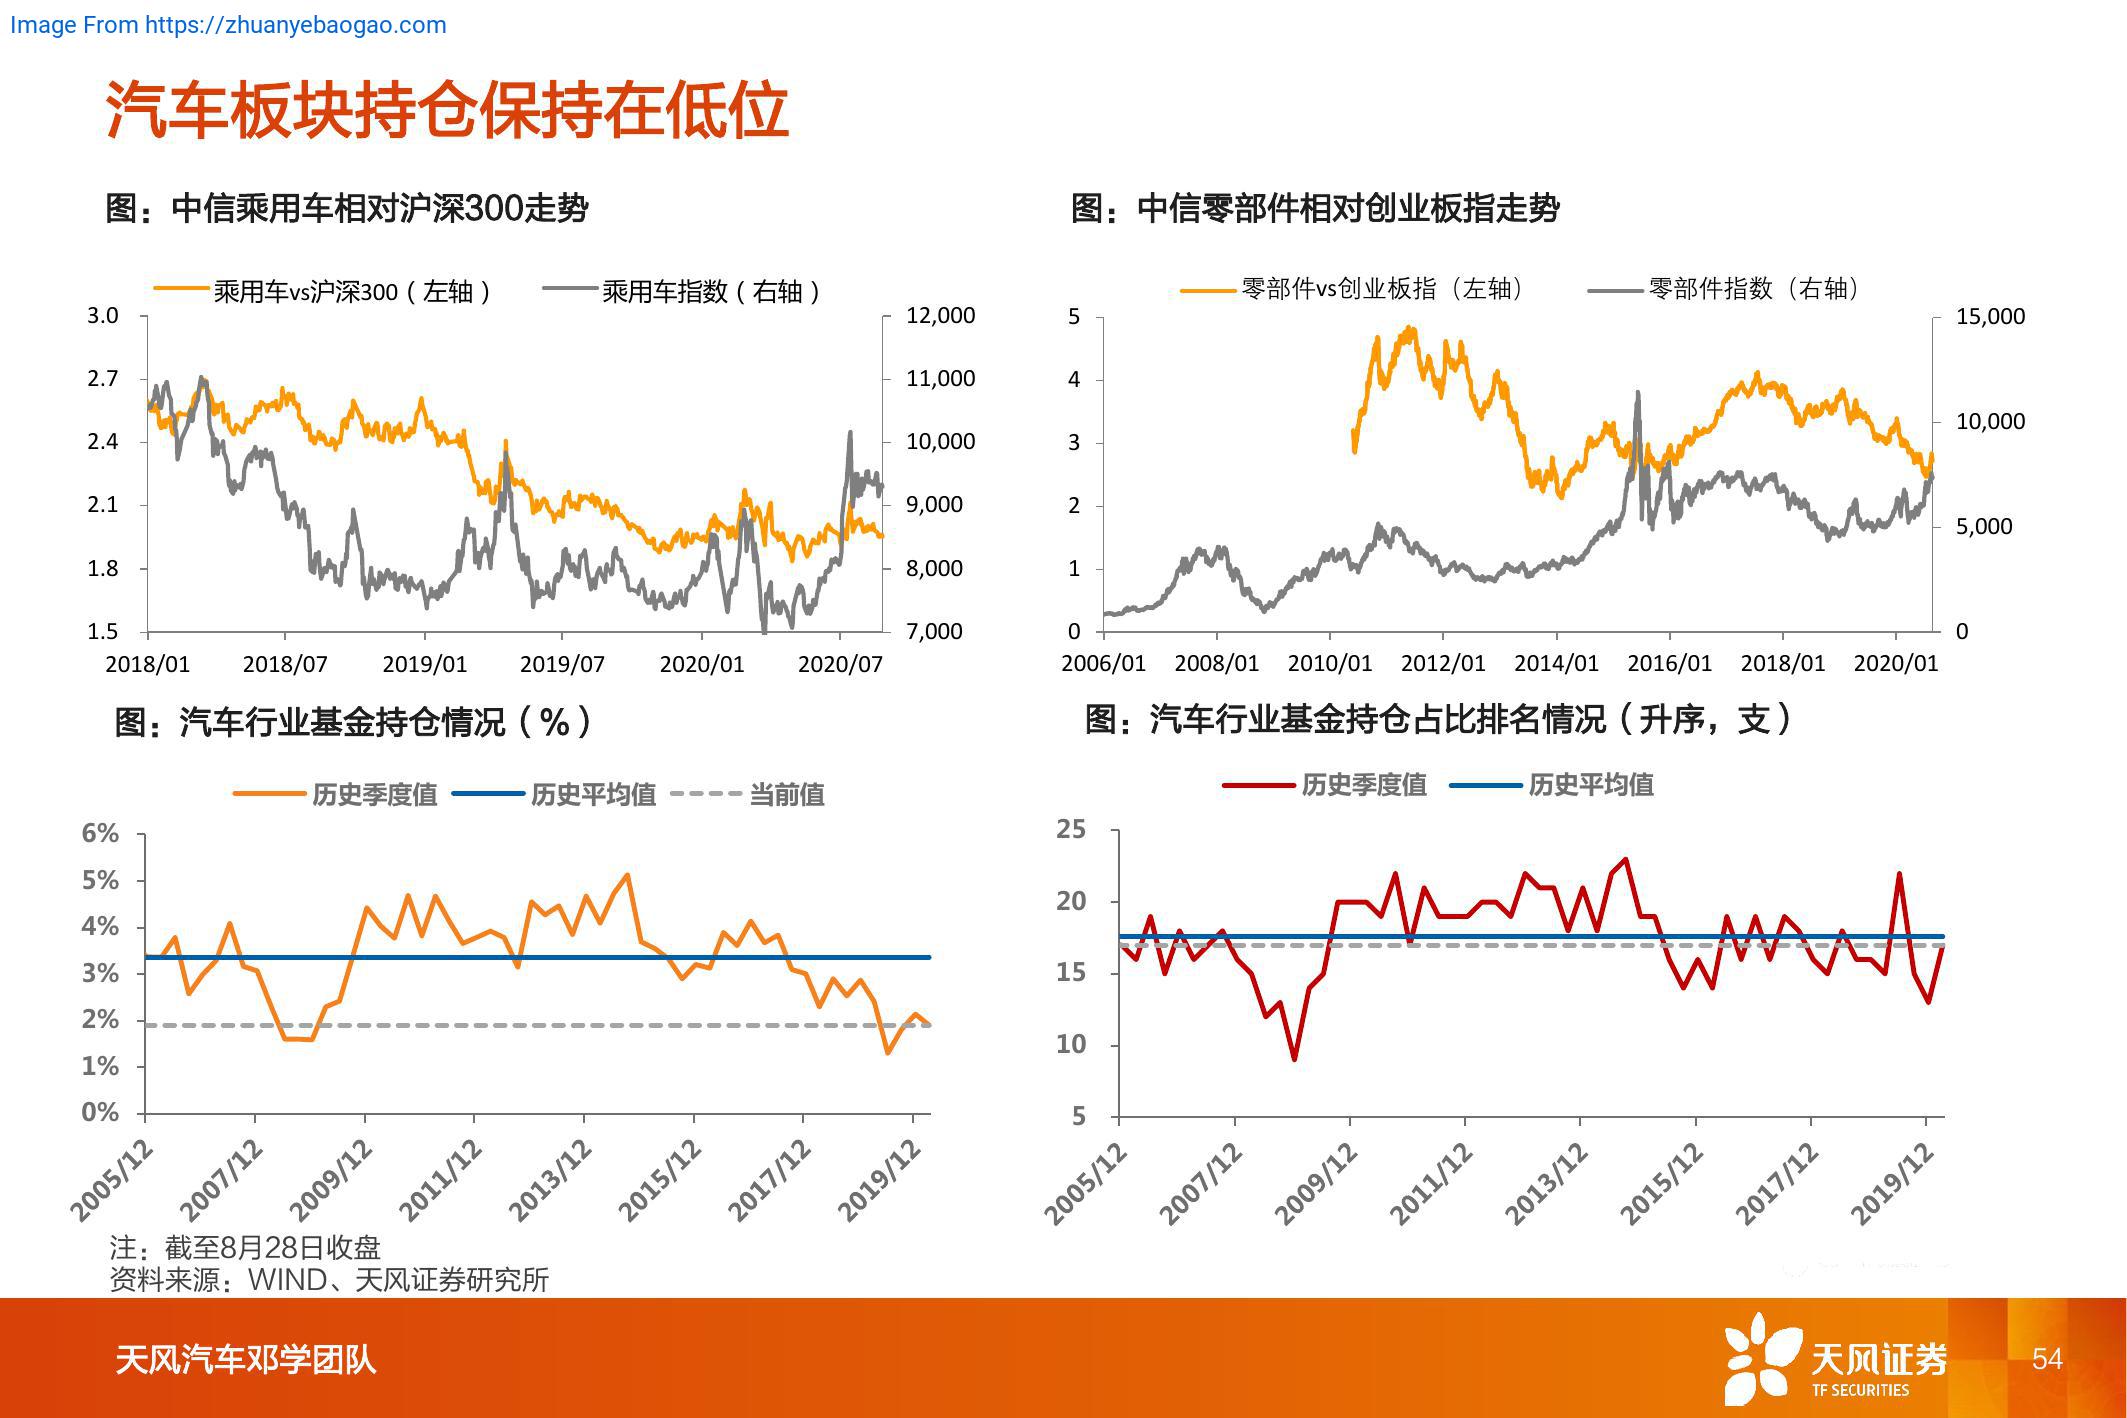 Image From https://zhuanyebaogao.com
汽车板块持仓保持在低位
图：中信乘用车相对沪深300走势
乘用车vs沪深300（左轴）
乘用车指数（右轴）
3.0
2.7
2.4
2.1
1.8
1.5
12,000
11,000
10,000
9,000
8,000
7,000
2018/01 2018/07 2019/01 2019/07 2020/01 2020/07
图：中信零部件相对创业板指走势
零部件vs创业板指（左轴）
零部件指数（右轴）
5
4
3
2
1
0
15,000
10,000
5,000
0
2006/01 2008/01 2010/01 2012/01 2014/01 2016/01 2018/01 2020/01
图：汽车行业基金持仓情况（%）
历史季度值 历史平均值 当前值
6%
5%
4%
3%
2%
1%
0%
2005/12 2007/12 2009/12 2011/12 2013/12 2015/12 2017/12 2019/12
图：汽车行业基金持仓占比排名情况（升序，支）
历史季度值 历史平均值
25
20
15
10
5
2005/12 2007/12 2009/12 2011/12 2013/12 2015/12 2017/12 2019/12
注：截至8月28日收盘
资料来源：WIND、天风证券研究所
天风汽车邓学团队
天风证券
TF SECURITIES
54